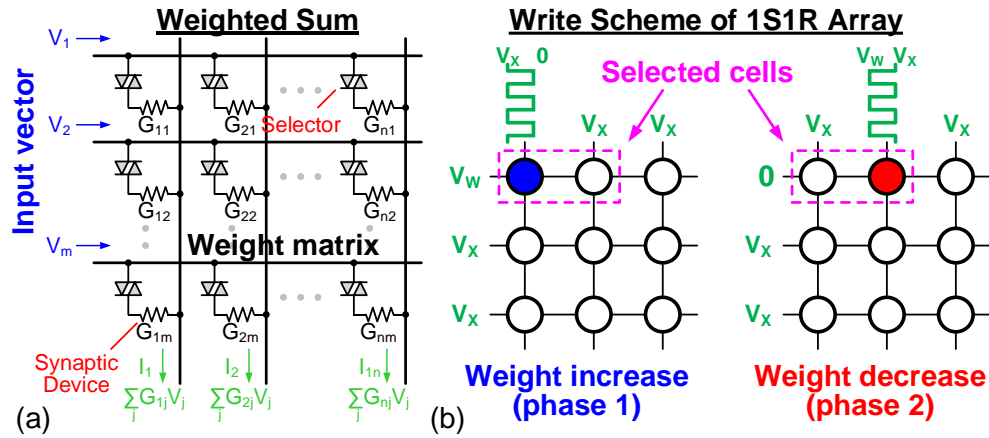 Weighted Sum
V1
Input vector
G11
G21
Gn1
Selector
V2
G12
G22
Gn2
Weight matrix
Vm
G1m
G2m
Gnm
Synaptic
Device
I1
I2
I1n
∑j G1jVj
∑j G2jVj
∑j GnjVj
(a)
Write Scheme of 1S1R Array
VX 0
Selected cells
VW VX
VX
VX
VX
VX
VW
0
VX
VX
VX
VX
Weight increase
(phase 1)
Weight decrease
(phase 2)
(b)